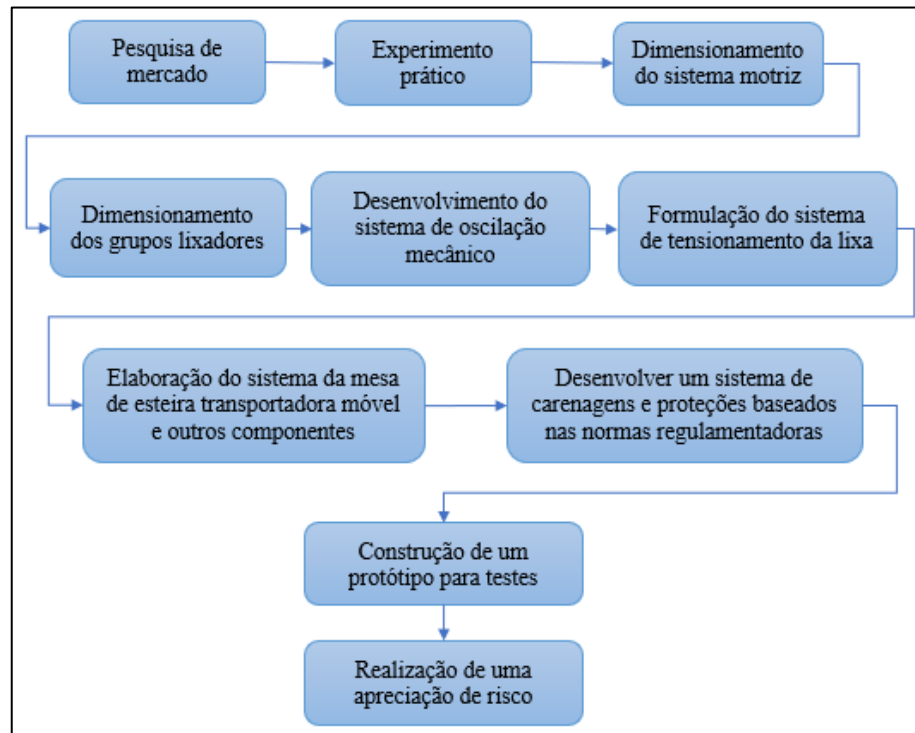 Pesquisa de
mercado
Experimento
prático
Dimensionamento
do sistema motriz
Dimensionamento
dos grupos lixadores
Desenvolvimento do
sistema de oscilação
mecânico
Formulação do sistema
de tensionamento da lixa
Elaboração do sistema da mesa
de esteira transportadora móvel
e outros componentes
Desenvolver um sistema de
carenagens e proteções baseados
nas normas regulamentadoras
Construção de um
protótipo para testes
Realização de uma
apreciação de risco